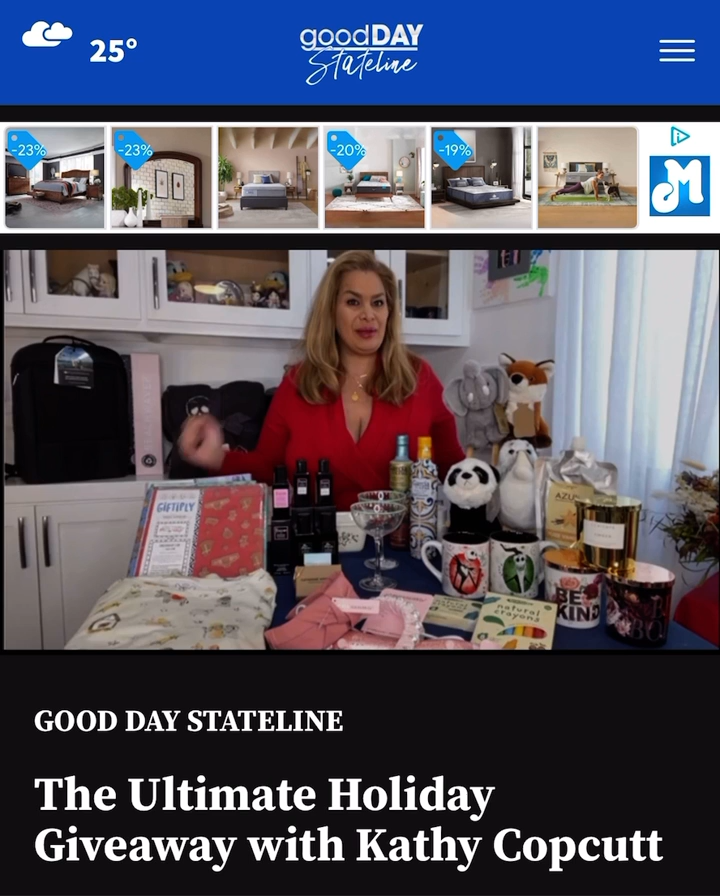 25°
goodDAY
Stateline
-23%
-23%
-20%
-19%
M
GIFTIFY
natural
crayons
BE
KIND
GOOD DAY STATELINE
The Ultimate Holiday
Giveaway with Kathy Copcutt